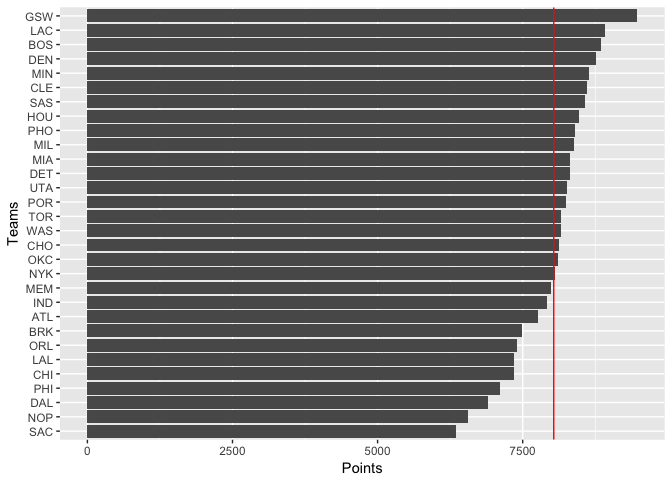 GSW
LAC
BOS
DEN
MIN
CLE
SAS
HOU
PHO
MIL
MIA
DET
UTA
POR
TOR
WAS
CHO
OKC
NYK
MEM
IND
ATL
BRK
ORL
LAL
CHI
PHI
DAL
NOP
SAC
Teams
0 2500 5000 7500
Points